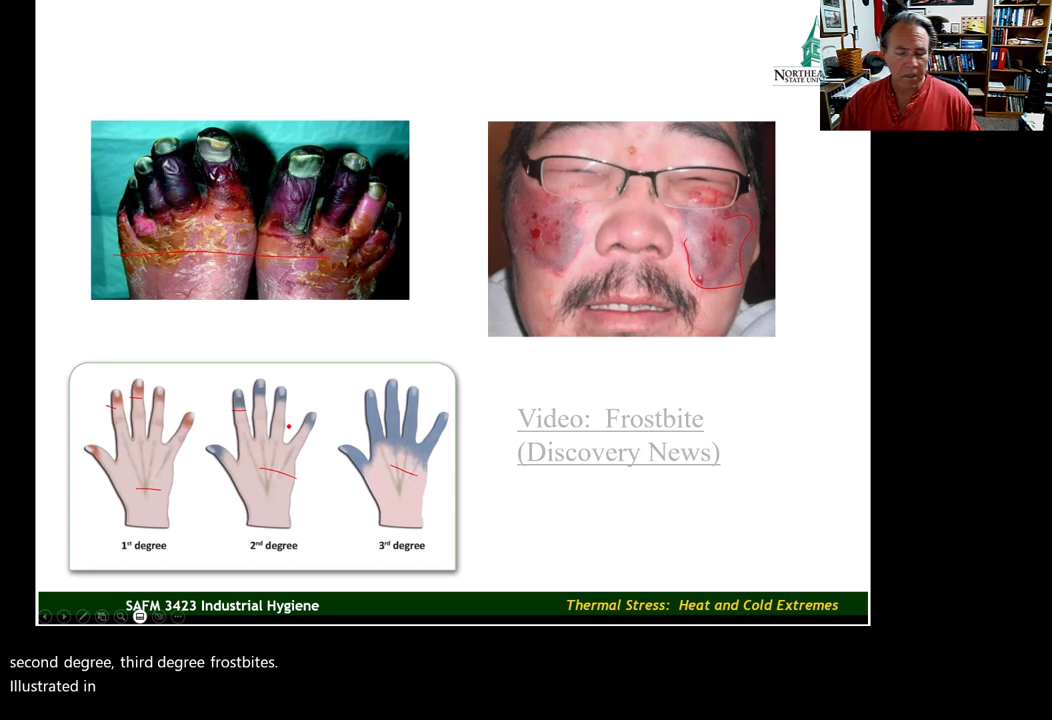 Video:  Frostbite
(Discovery News)
1st degree
2nd degree
3rd degree
SAFM 3423 Industrial Hygiene
Thermal Stress:  Heat and Cold Extremes
second degree, third degree frostbites.
Illustrated in